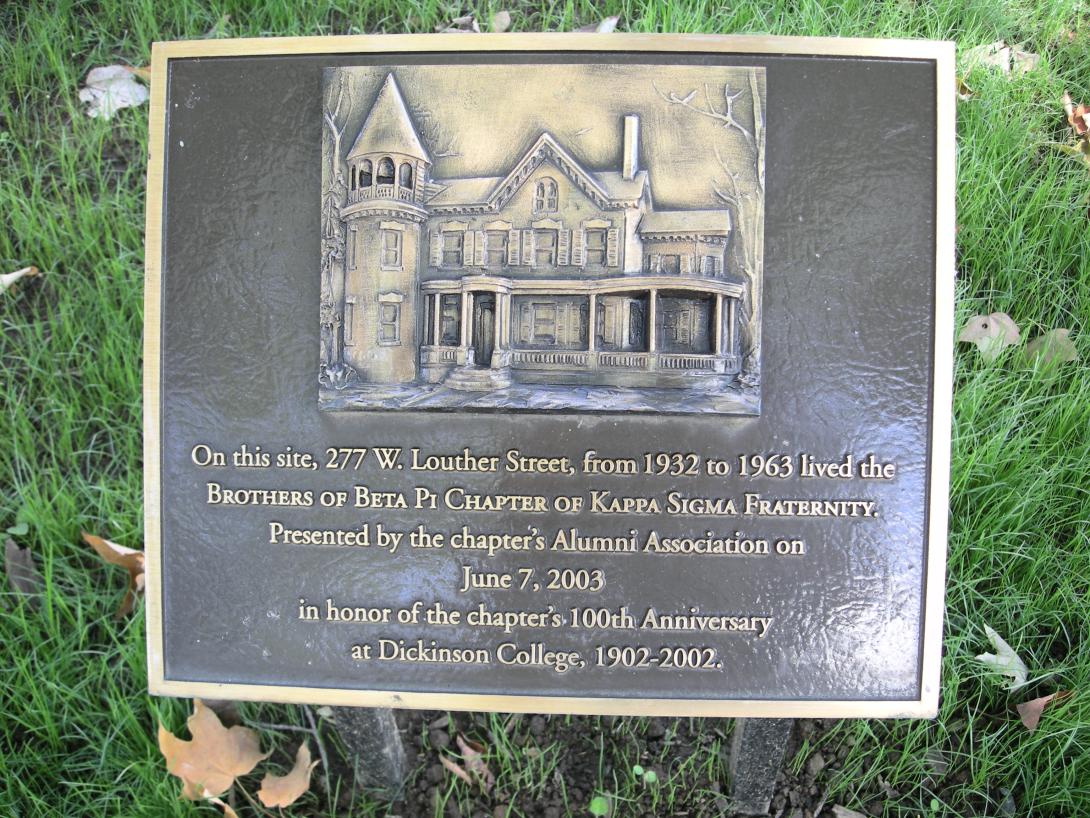 On this site, 277 W. Louther Street, from 1932 to 1963 lived the
BROTHERS OF BETA PI CHAPTER OF KAPPA SIGMA FRATERNITY.
Presented by the chapter's Alumni Association on
June 7, 2003
in honor of the chapter's 100th Anniversary
at Dickinson College, 1902-2002.